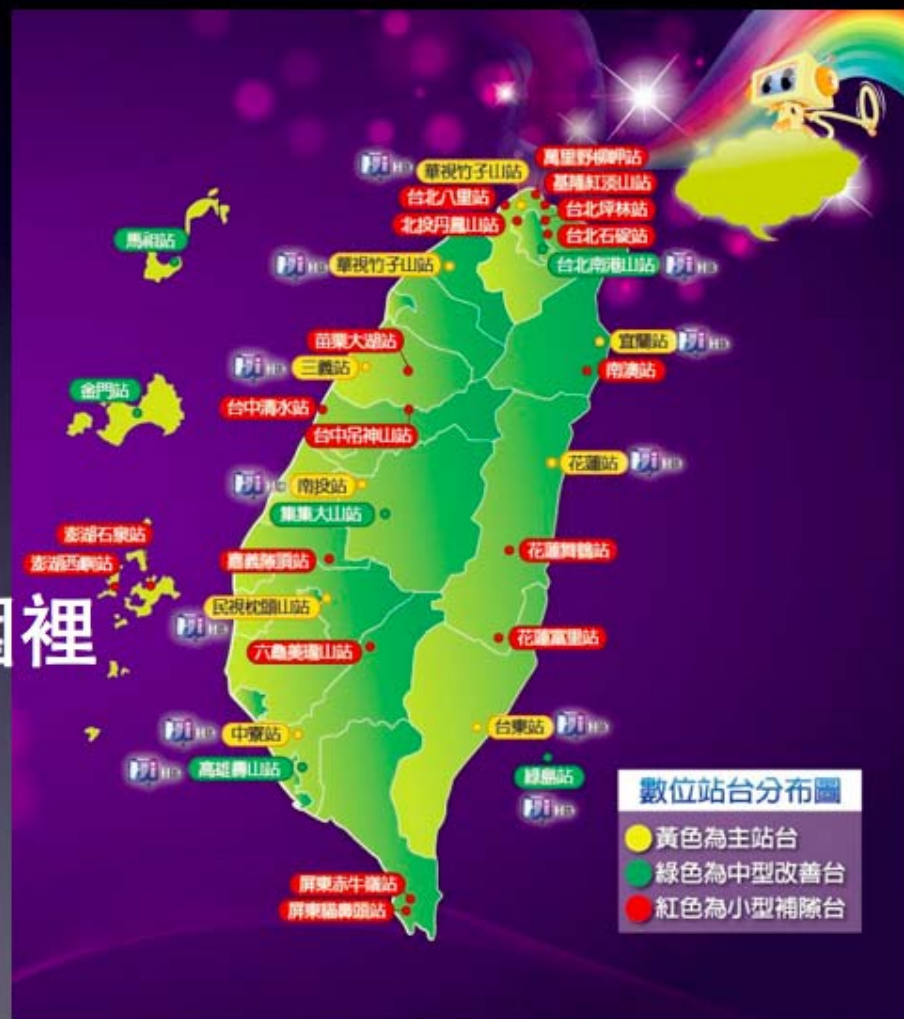 萬里野柳岬站
華視竹子山站
基隆紅淡山站
台北八里站
台北坪林站
北投丹鳳山站
台北石碇站
馬祖站
華視竹子山站
台北南港山站
苗栗大湖站
宜蘭站
三義站
南澳站
金門站
台中清水站
台中吊神山站
花蓮站
南投站
集集大山站
澎湖石泉站
花蓮舞鶴站
嘉義隙頂站
澎湖西嶼站
民視枕頭山站
裡
花蓮富里站
六龜美瓏山站
中寮站
台東站
高雄壽山站
綠島站
數位站台分布圖
黃色為主站台
綠色為中型改善台
紅色為小型補隙台
屏東赤牛嶺站
屏東貓鼻頭站